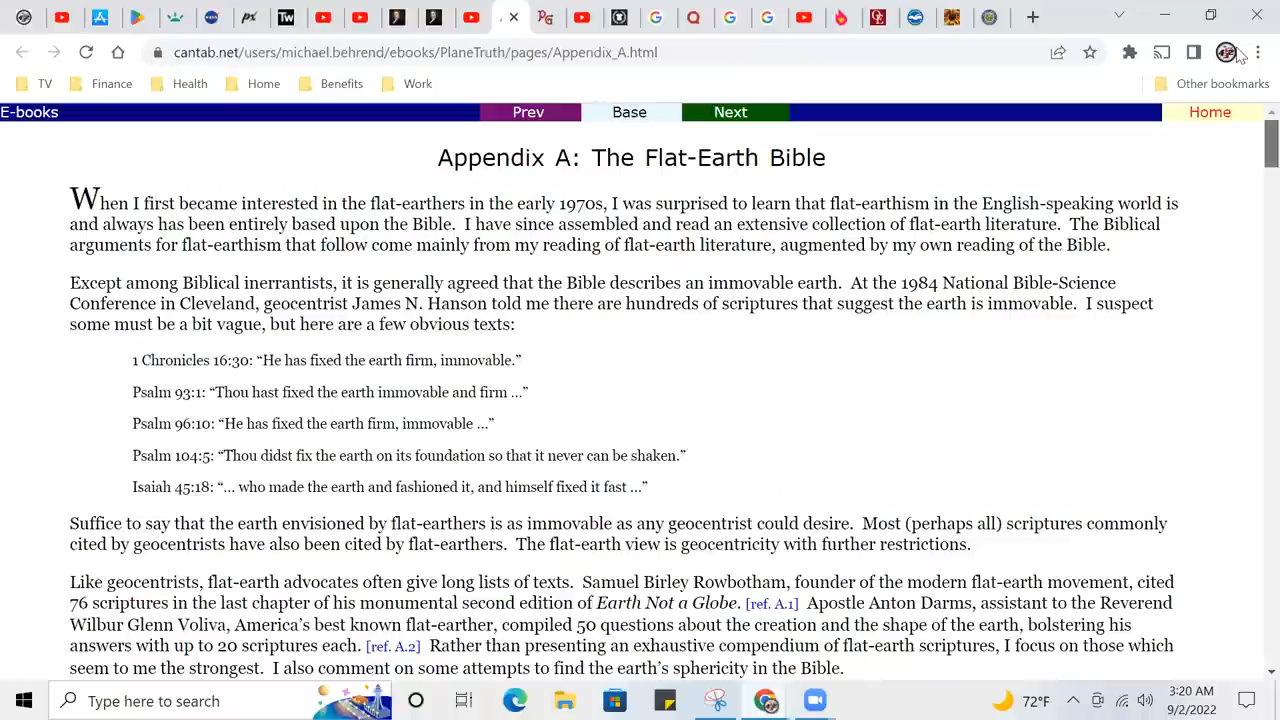 cantab.net/users/michael.behrend/ebooks/PlaneTruth/pages/Appendix_A.html
TV Finance Health Home Benefits Work Other bookmarks
E-books Prev Base Next Home
Appendix A: The Flat-Earth Bible
When I first became interested in the flat-earthers in the early 1970s, I was surprised to learn that flat-earthism in the English-speaking world is
and always has been entirely based upon the Bible. I have since assembled and read an extensive collection of flat-earth literature. The Biblical
arguments for flat-earthism that follow come mainly from my reading of flat-earth literature, augmented by my own reading of the Bible.
Except among Biblical inerrantists, it is generally agreed that the Bible describes an immovable earth. At the 1984 National Bible-Science
Conference in Cleveland, geocentrist James N. Hanson told me there are hundreds of scriptures that suggest the earth is immovable. I suspect
some must be a bit vague, but here are a few obvious texts:
1 Chronicles 16:30: “He has fixed the earth firm, immovable.”
Psalm 93:1: “Thou hast fixed the earth immovable and firm ...”
Psalm 96:10: “He has fixed the earth firm, immovable ...”
Psalm 104:5: “Thou didst fix the earth on its foundation so that it never can be shaken.”
Isaiah 45:18: “... who made the earth and fashioned it, and himself fixed it fast ...”
Suffice to say that the earth envisioned by flat-earthers is as immovable as any geocentrist could desire. Most (perhaps all) scriptures commonly
cited by geocentrists have also been cited by flat-earthers. The flat-earth view is geocentricity with further restrictions.
Like geocentrists, flat-earth advocates often give long lists of texts. Samuel Birley Rowbotham, founder of the modern flat-earth movement, cited
76 scriptures in the last chapter of his monumental second edition of Earth Not a Globe. [ref. A.1] Apostle Anton Darms, assistant to the Reverend
Wilbur Glenn Voliva, America’s best known flat-earther, compiled 50 questions about the creation and the shape of the earth, bolstering his
answers with up to 20 scriptures each. [ref. A.2] Rather than presenting an exhaustive compendium of flat-earth scriptures, I focus on those which
seem to me the strongest. I also comment on some attempts to find the earth’s sphericity in the Bible.
Type here to search 72°F 3:20 AM
9/2/2022